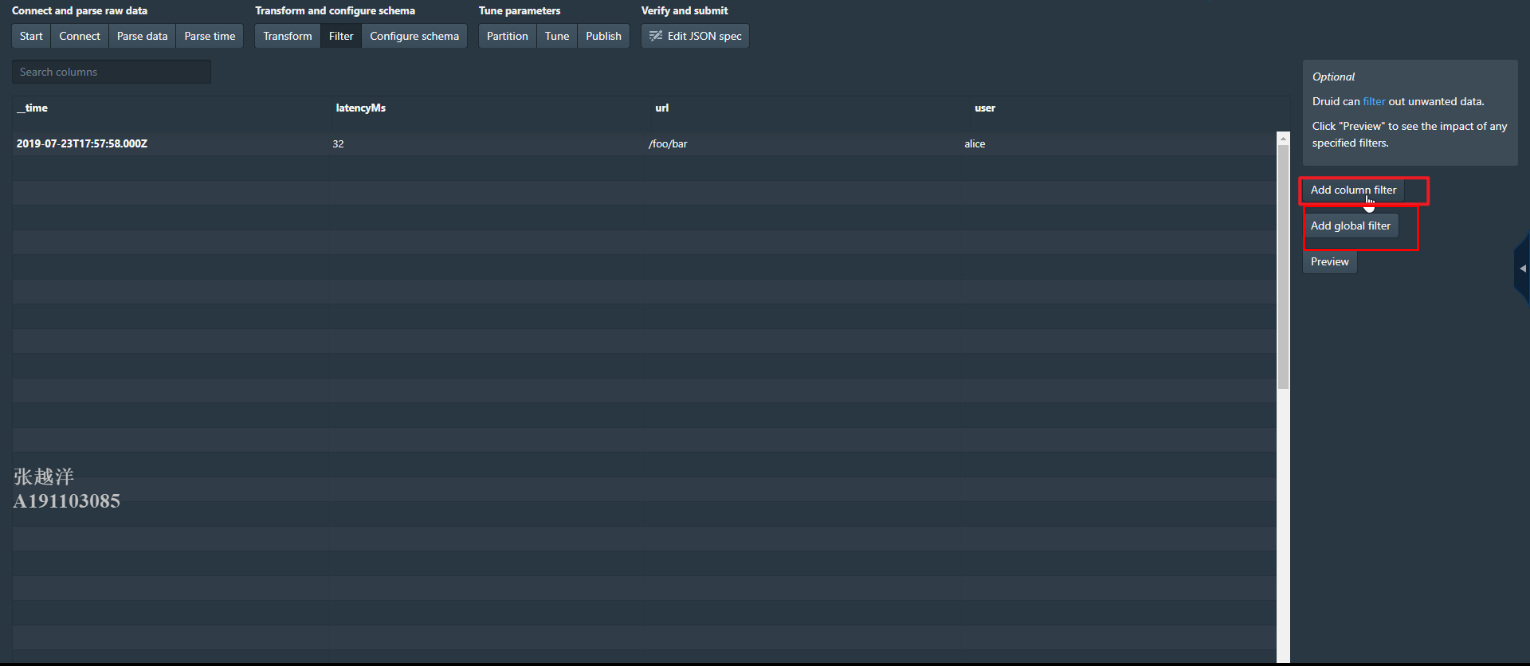 Connect and parse raw data
Transform and configure schema
Tune parameters
Verify and submit
Start
Connect
Parse data
Parse time
Transform
Filter
Configure schema
Partition
Tune
Publish
Edit JSON spec
Search columns
__time
latencyMs
url
user
2019-07-23T17:57:58.000Z
32
/foo/bar
alice
Optional
Druid can filter out unwanted data.
Click "Preview" to see the impact of any
specified filters.
Add column filter
Add global filter
Preview
张越洋
A191103085